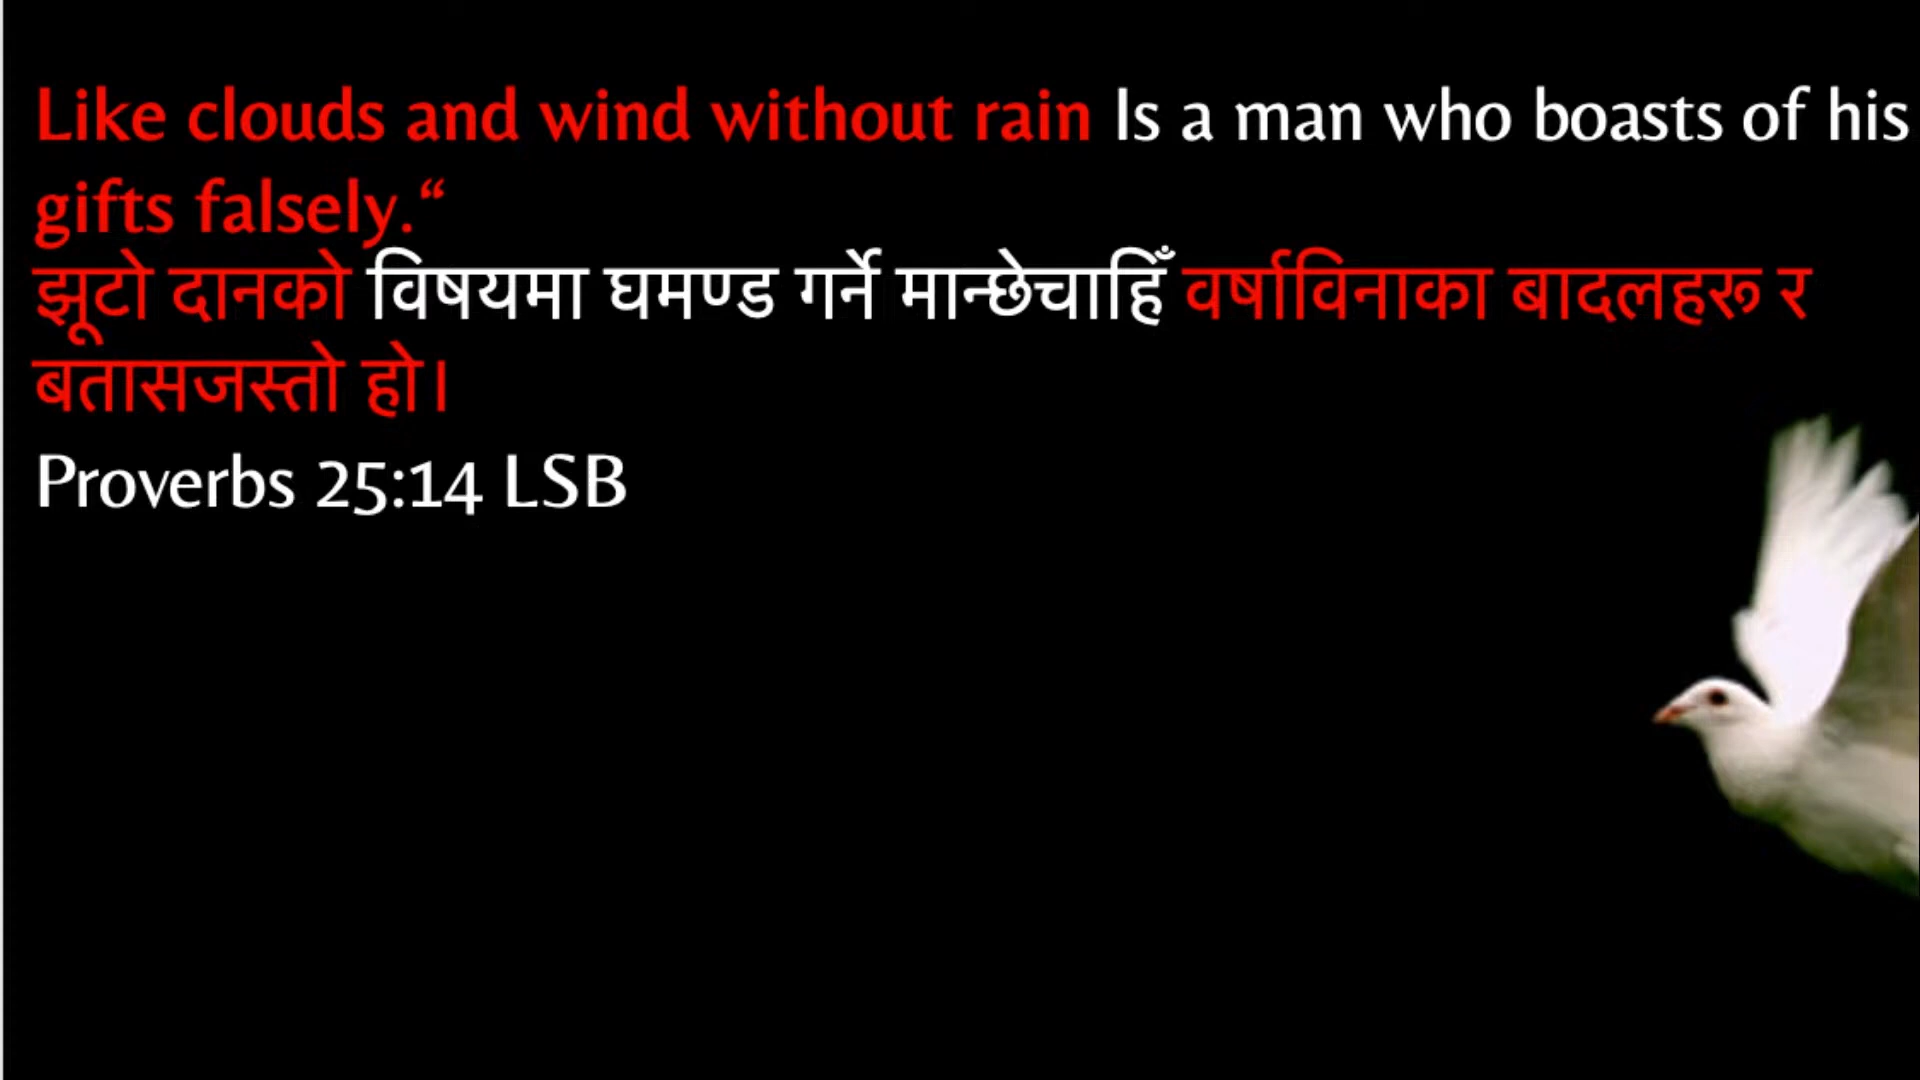 Like clouds and wind without rain Is a man who boasts of his
gifts falsely.“
झूटो दानको विषयमा घमण्ड गर्ने मान्छेचाहिँ वर्षाविनाका बादलहरू र
बतासजस्तो हो।
Proverbs 25:14 LSB